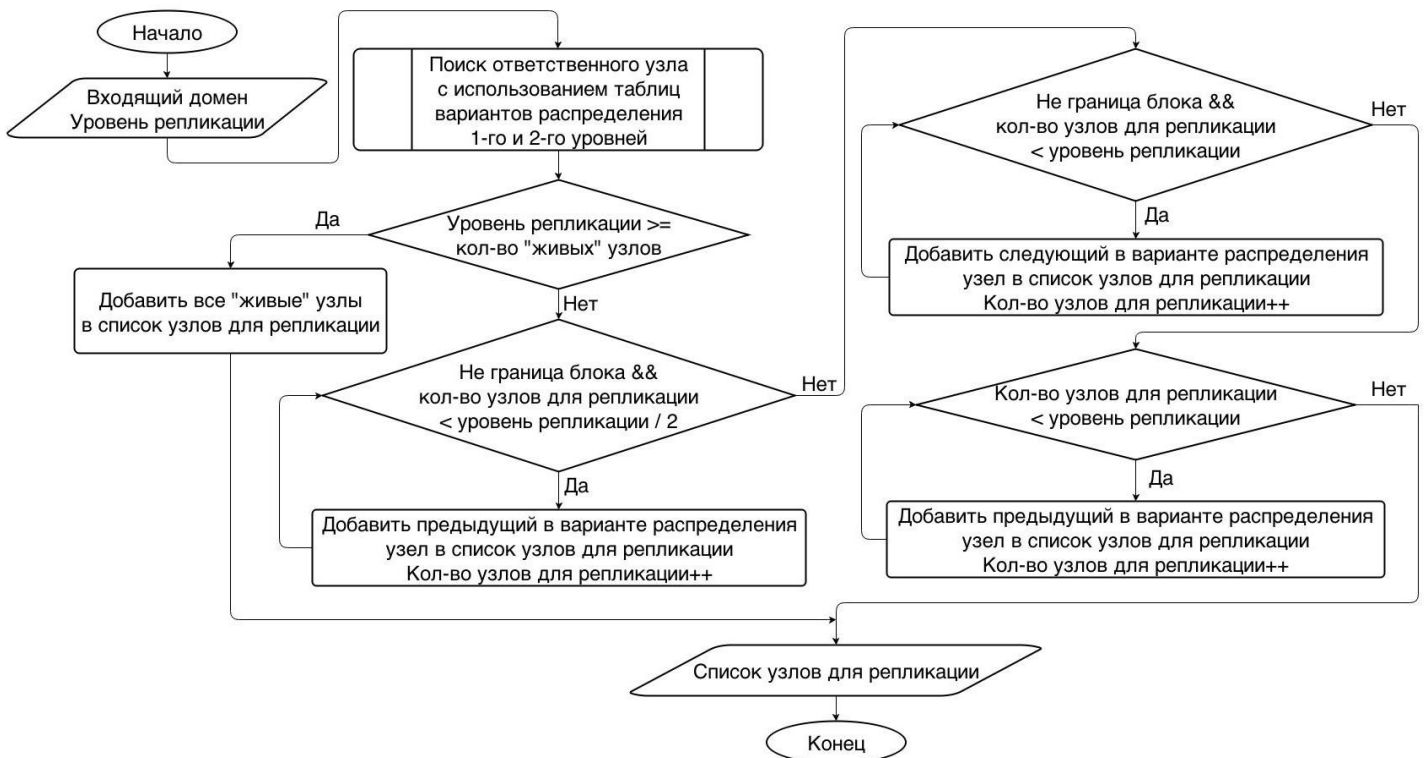 Начало
Входящий домен
Уровень репликации
Поиск ответственного узла
с использованием таблиц
вариантов распределения
1-го и 2-го уровней
Уровень репликации >=
кол-во "живых" узлов
Да
Добавить все "живые" узлы
в список узлов для репликации
Нет
Не граница блока &&
кол-во узлов для репликации
< уровень репликации / 2
Нет
Да
Добавить предыдущий в варианте распределения
узел в список узлов для репликации
Кол-во узлов для репликации++
Не граница блока &&
кол-во узлов для репликации
< уровень репликации
Нет
Да
Добавить следующий в варианте распределения
узел в список узлов для репликации
Кол-во узлов для репликации++
Кол-во узлов для репликации
< уровень репликации
Нет
Да
Добавить предыдущий в варианте распределения
узел в список узлов для репликации
Кол-во узлов для репликации++
Список узлов для репликации
Конец